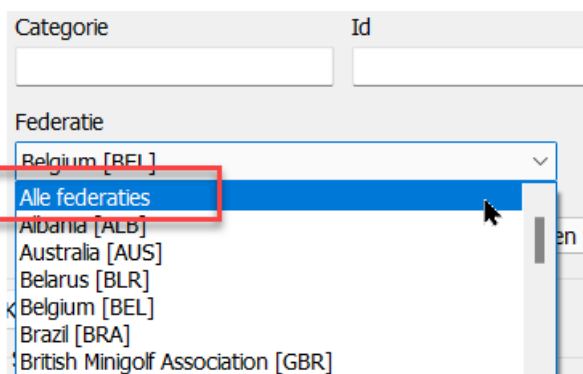 Categorie Id
Federatie
Belgium [BEL]
Alle federaties
Albania [ALB]
en
Australia [AUS]
Belarus [BLR]
Belgium [BEL]
Brazil [BRA]
British Minigolf Association [GBR]